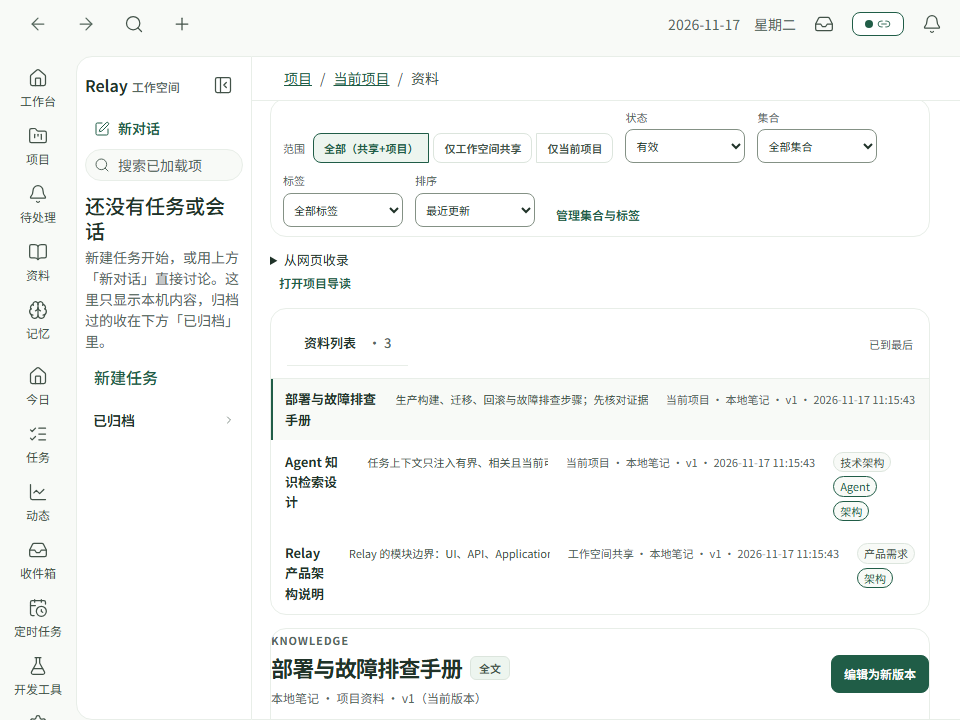 2026-11-17 星期二
工作台
项目
待处理
资料
记忆
今日
任务
动态
收件箱
定时任务
开发工具
Relay 工作空间
新对话
搜索已加载项
还没有任务或会
话
新建任务开始，或用上方
「新对话」直接讨论。这
里只显示本机内容，归档
过的收在下方「已归档」
里。
新建任务
已归档
项目 / 当前项目 / 资料
范围 全部（共享+项目） 仅工作空间共享 仅当前项目
状态
有效
集合
全部集合
标签
全部标签
排序
最近更新
管理集合与标签
从网页收录
打开项目导读
资料列表 · 3
已到最后
部署与故障排查
手册
生产构建、迁移、回滚与故障排查步骤；先核对证据
当前项目 · 本地笔记 · v1 · 2026-11-17 11:15:43
Agent 知
识检索设
计
任务上下文只注入有界、相关且当前
当前项目 · 本地笔记 · v1 · 2026-11-17 11:15:43
技术架构
Agent
架构
Relay
产品架
构说明
Relay 的模块边界：UI、API、Application
工作空间共享 · 本地笔记 · v1 · 2026-11-17 11:15:43
产品需求
架构
KNOWLEDGE
部署与故障排查手册 全文
本地笔记 · 项目资料 · v1（当前版本）
编辑为新版本